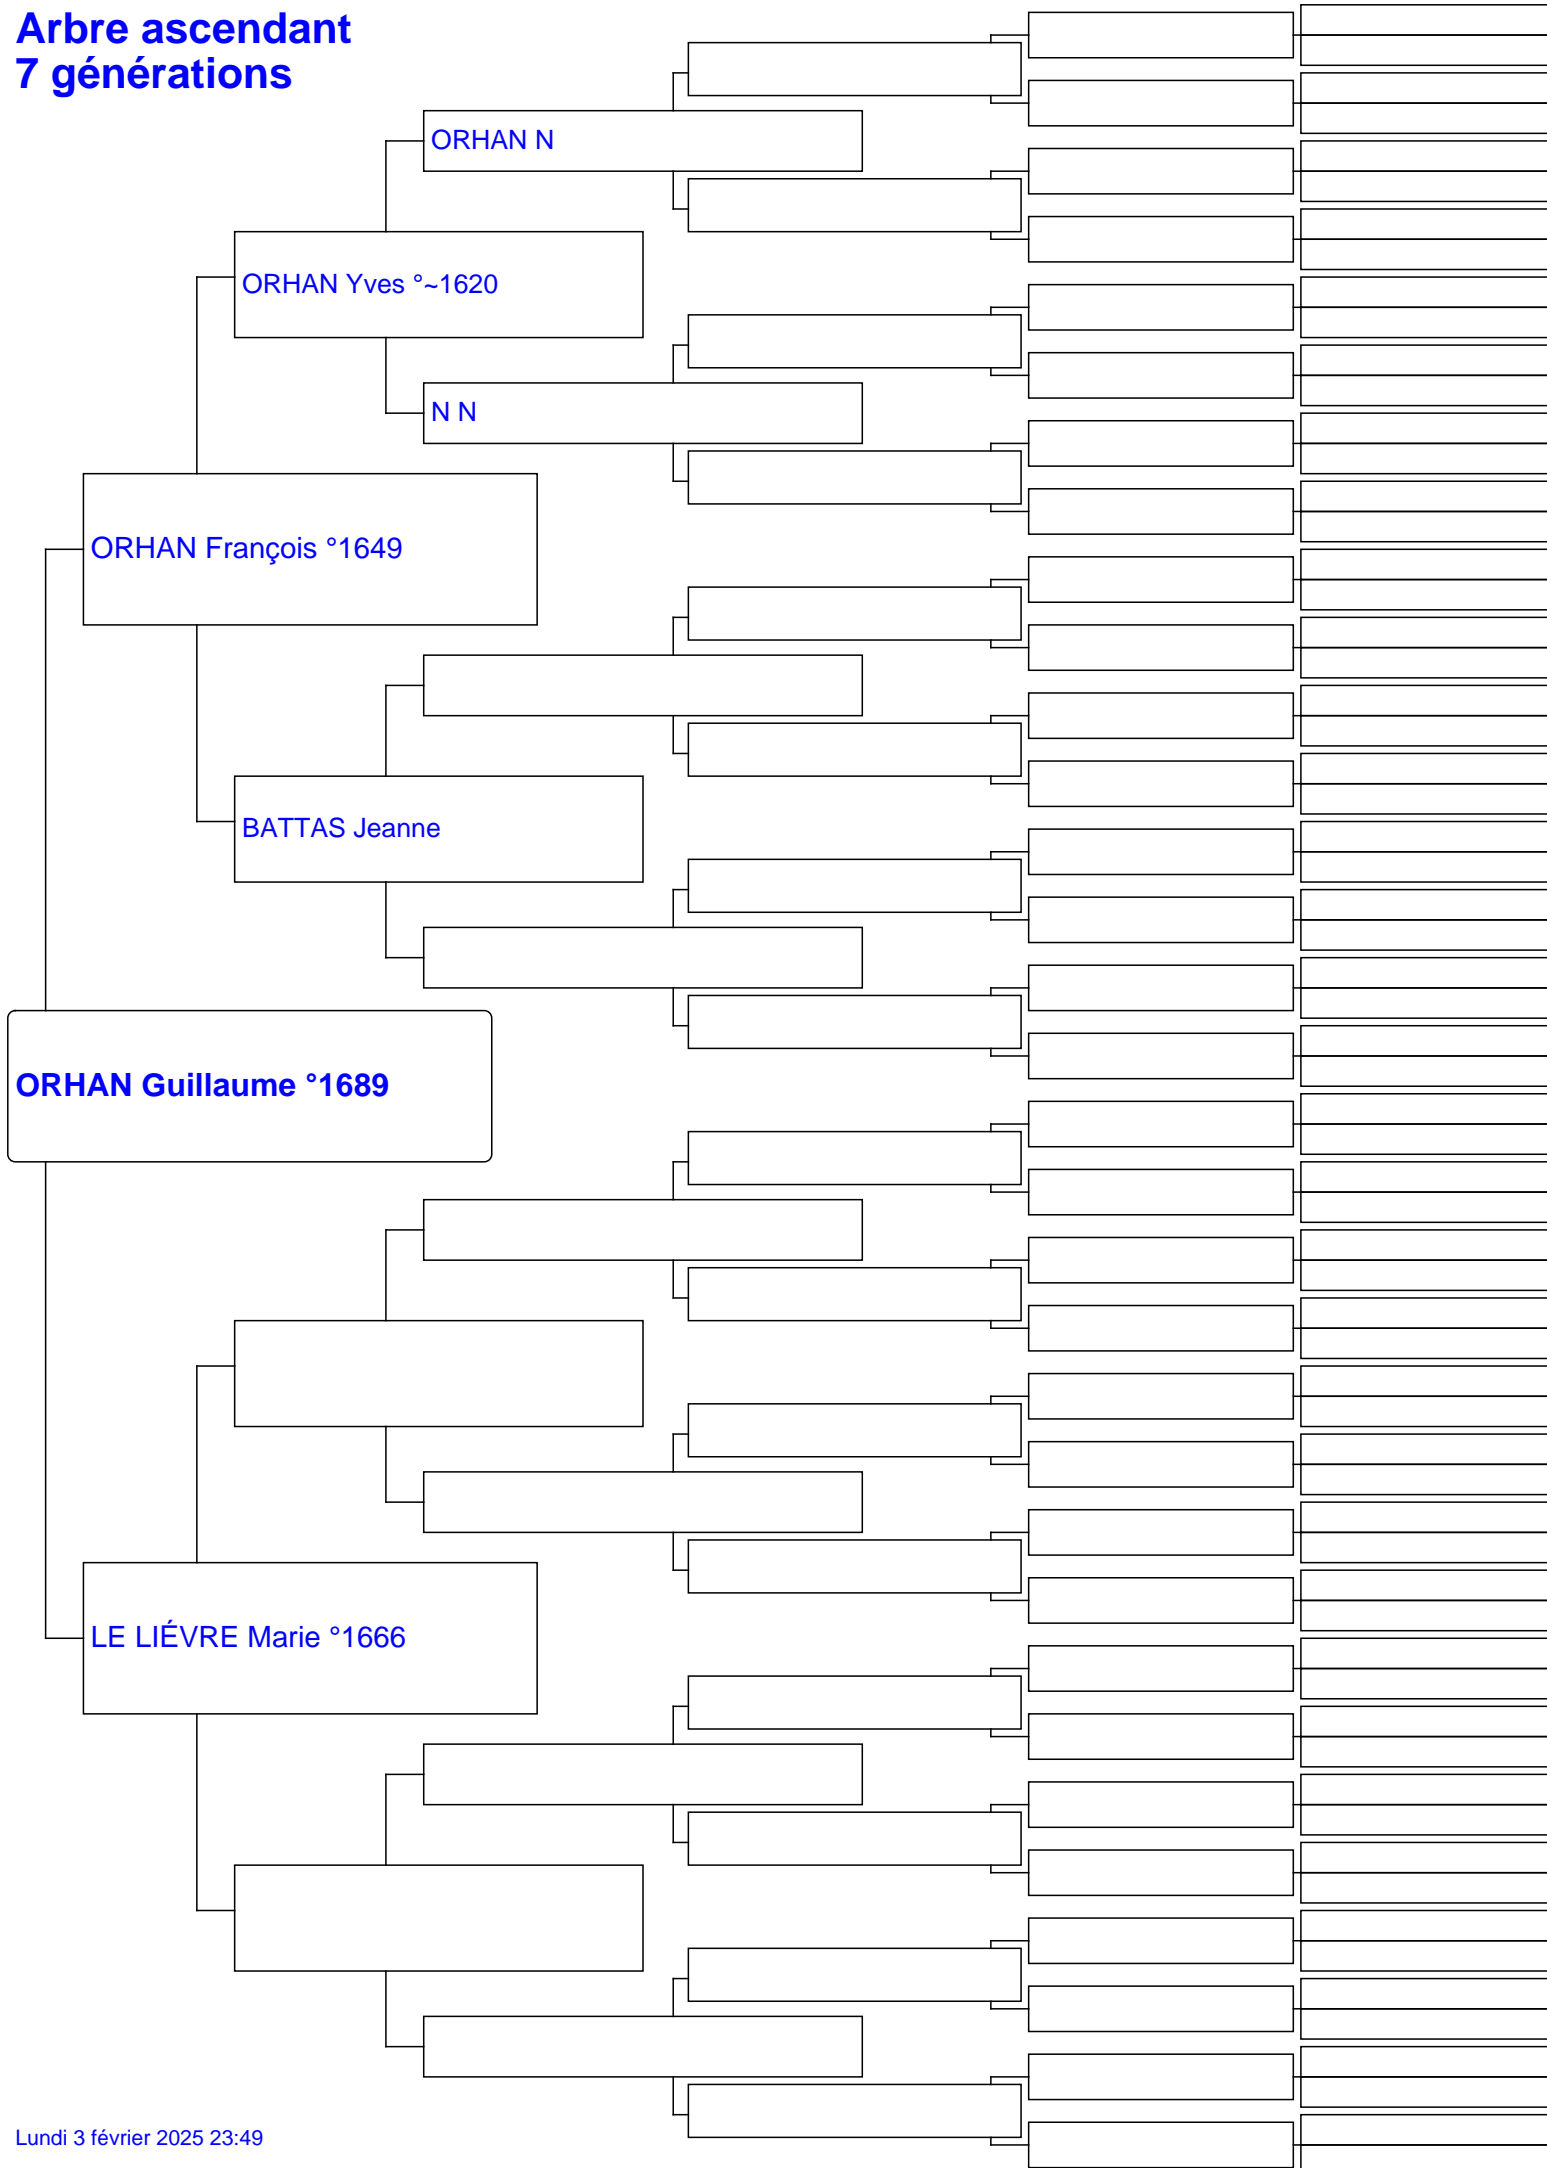 Arbre ascendant
7 générations
ORHAN N
ORHAN Yves °~1620
N N
ORHAN François °1649
BATTAS Jeanne
ORHAN Guillaume °1689
LE LIÉVRE Marie °1666
Lundi 3 février 2025 23:49